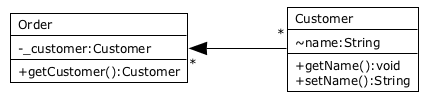 Order
-_customer:Customer
+getCustomer():Customer
*
*
Customer
~name:String
+getName():void
+setName():String